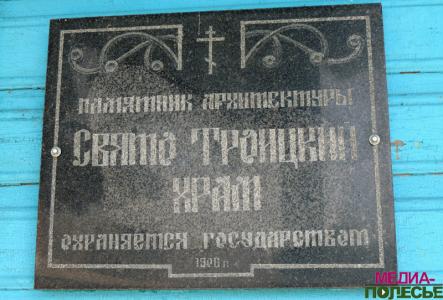 ПАМЯТНИК АРХИТЕКТУРЫ
СВЯТО ТРОИЦКИЙ
ХРАМ
ОХРАНЯЕТСЯ ГОСУДАРСТВОМ
МЕДИА-
ПОЛЕСЬЕ